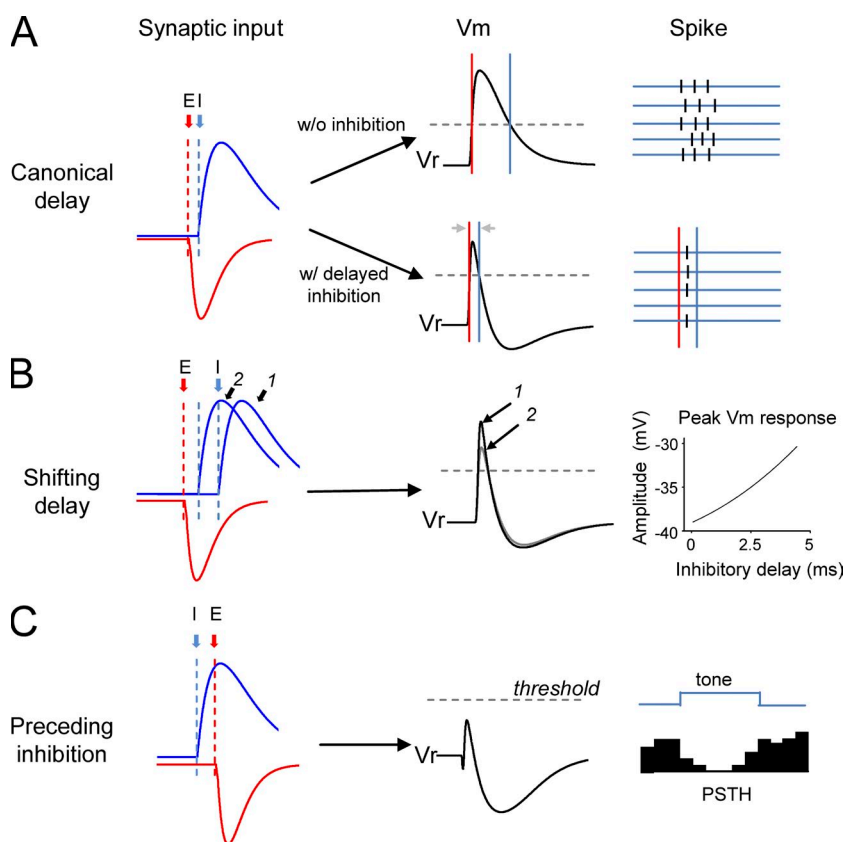 A
Synaptic input
Vm
Spike
E I
w/o inhibition
Vr
Canonical
delay
w/ delayed
inhibition
Vr
B
E
I
2
1
1
2
Peak Vm response
Shifting
delay
Vr
Amplitude (mV)
-30
-35
-40
0
2.5
5
Inhibitory delay (ms)
C
I
E
threshold
tone
Preceding
inhibition
Vr
PSTH